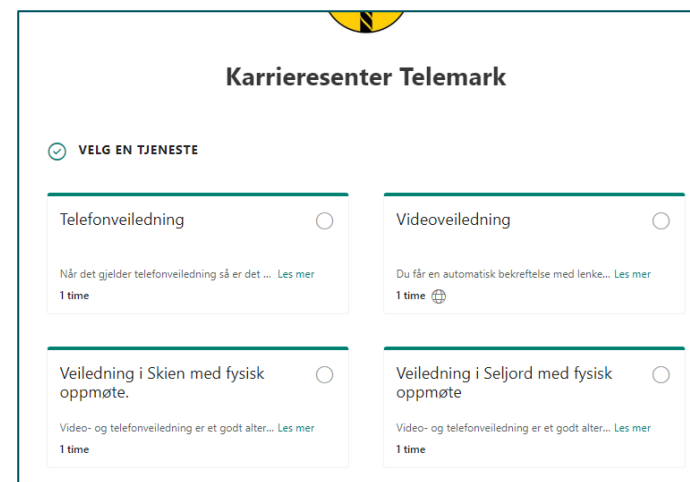 Karrieresenter Telemark
VELG EN TJENESTE
Telefonveiledning
Når det gjelder telefonveiledning så er det ... Les mer
1 time
Videoveiledning
Du får en automatisk bekreftelse med lenke... Les mer
1 time
Veiledning i Skien med fysisk
oppmøte.
Video- og telefonveiledning er et godt alter... Les mer
1 time
Veiledning i Seljord med fysisk
oppmøte
Video- og telefonveiledning er et godt alter... Les mer
1 time